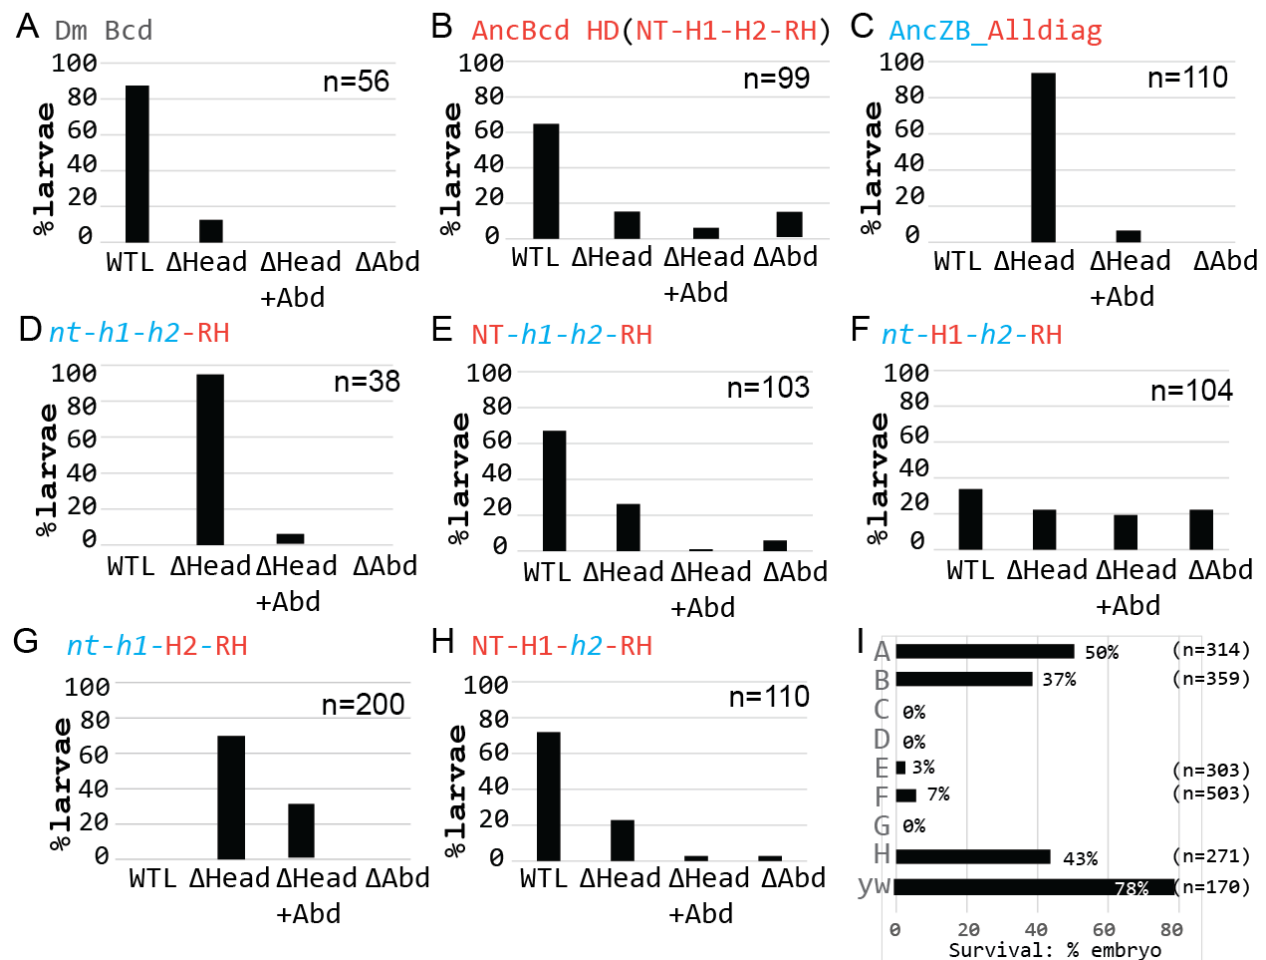 A Dm Bcd
100
80
60
40
20
0
%larvae
n=56
WTL ΔHead ΔHead ΔAbd
+Abd
B AncBcd HD(NT-H1-H2-RH)
100
80
60
40
20
0
%larvae
n=99
WTL ΔHead ΔHead ΔAbd
+Abd
C AncZB_Alldiag
100
80
60
40
20
0
%larvae
n=110
WTL ΔHead ΔHead ΔAbd
+Abd
D nt-h1-h2-RH
100
80
60
40
20
0
%larvae
n=38
WTL ΔHead ΔHead ΔAbd
+Abd
E NT-h1-h2-RH
100
80
60
40
20
0
%larvae
n=103
WTL ΔHead ΔHead ΔAbd
+Abd
F nt-H1-h2-RH
100
80
60
40
20
0
%larvae
n=104
WTL ΔHead ΔHead ΔAbd
+Abd
G nt-h1-H2-RH
100
80
60
40
20
0
%larvae
n=200
WTL ΔHead ΔHead ΔAbd
+Abd
H NT-H1-h2-RH
100
80
60
40
20
0
%larvae
n=110
WTL ΔHead ΔHead ΔAbd
+Abd
I
A 50% (n=314)
B 37% (n=359)
C 0%
D 0%
E 3% (n=303)
F 7% (n=503)
G 0%
H 43% (n=271)
yw 78% (n=170)
0 20 40 60 80
Survival: % embryo